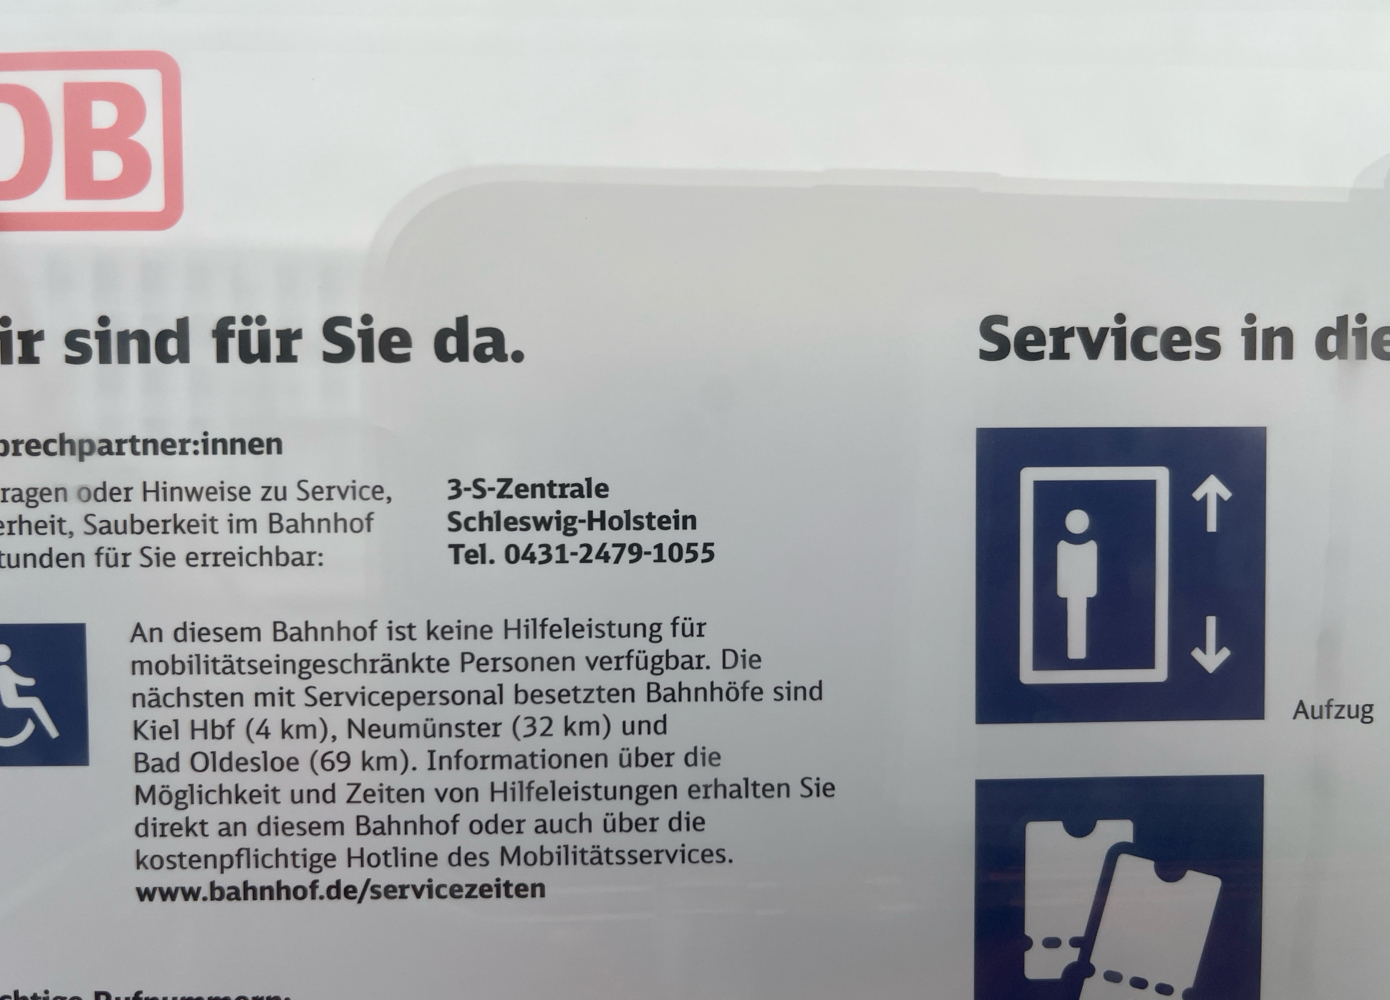 DB
ir sind für Sie da.
Services in die
prechpartner:innen
ragen oder Hinweise zu Service,
erheit, Sauberkeit im Bahnhof
tunden für Sie erreichbar:
3-S-Zentrale
Schleswig-Holstein
Tel. 0431-2479-1055
An diesem Bahnhof ist keine Hilfeleistung für
mobilitätseingeschränkte Personen verfügbar. Die
nächsten mit Servicepersonal besetzten Bahnhöfe sind
Kiel Hbf (4 km), Neumünster (32 km) und
Bad Oldesloe (69 km). Informationen über die
Möglichkeit und Zeiten von Hilfeleistungen erhalten Sie
direkt an diesem Bahnhof oder auch über die
kostenpflichtige Hotline des Mobilitätsservices.
www.bahnhof.de/servicezeiten
Aufzug
chtige Rufnummern: